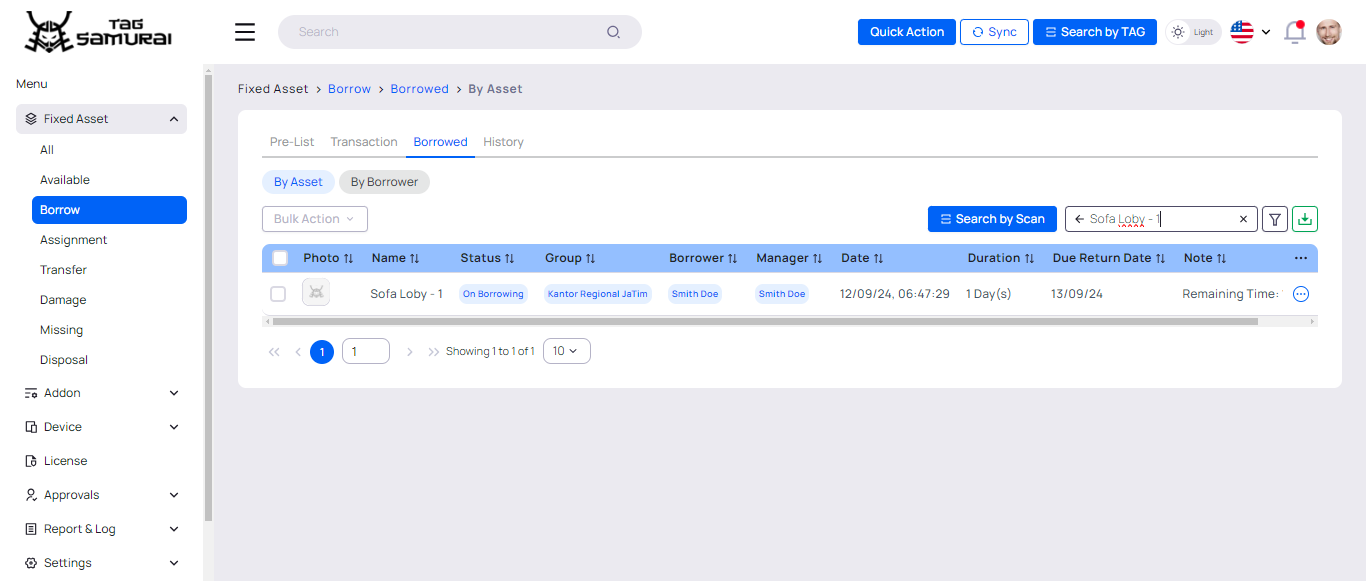 TAG SAMURAI
Search
Quick Action
Sync
Search by TAG
Light
Menu
Fixed Asset
All
Available
Borrow
Assignment
Transfer
Damage
Missing
Disposal
Addon
Device
License
Approvals
Report & Log
Settings
Fixed Asset > Borrow > Borrowed > By Asset
Pre-List Transaction Borrowed History
By Asset By Borrower
Bulk Action
Search by Scan
Sofa Loby - 1
Photo Name Status Group Borrower Manager Date Duration Due Return Date Note
Sofa Loby - 1 On Borrowing Kantor Regional JaTim Smith Doe Smith Doe 12/09/24, 06:47:29 1 Day(s) 13/09/24 Remaining Time:
1 1 Showing 1 to 1 of 1 10